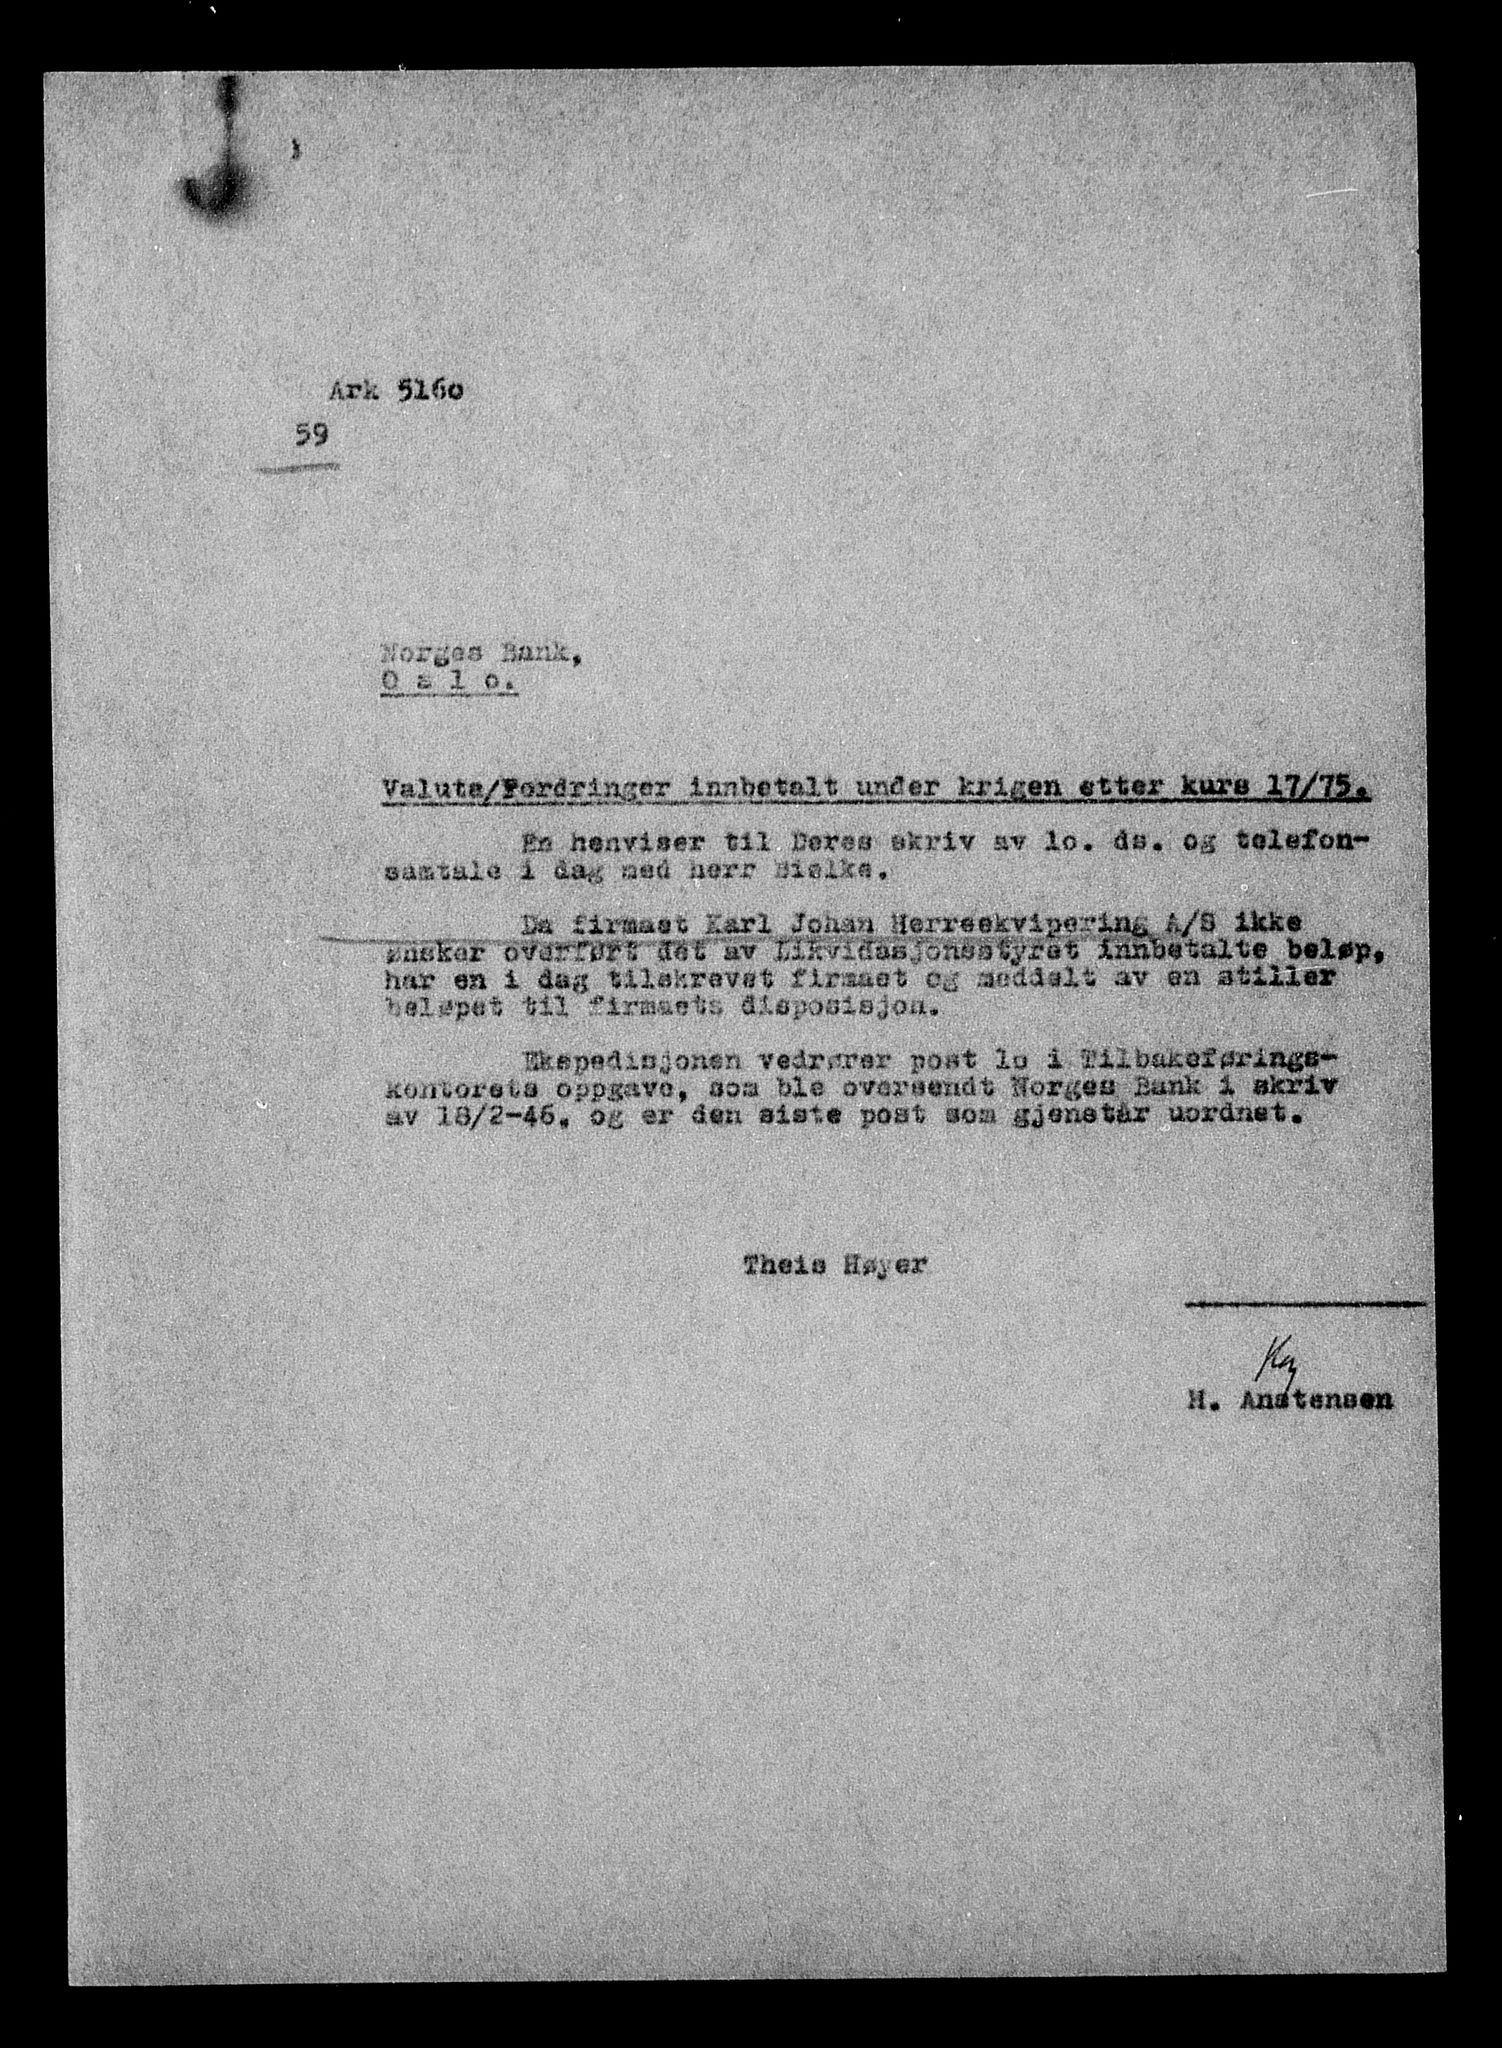 Ark 5160
59
Norges Bank,
O s l o.
Valuta/Fordringer innbetalt under krigen etter kurs 17/75.
En henviser til Deres skriv av lo. ds. og telefon-
samtale i dag med herr Bielke.
Da firmaet Karl Johan Herreekvipering A/S ikke
ønsker overført det av Likvidasjonsstyret innbetalte beløp,
har en i dag tilskrevet firmaet og meddelt av en stiller
beløpet til firmaets disposisjon.
Ekspedisjonen vedrører post lo i Tilbakeførings-
kontorets oppgave, som ble oversendt Norges Bank i skriv
av 18/2-46. og er den siste post som gjenstår uordnet.
Theis Høyer
H. Anstensen